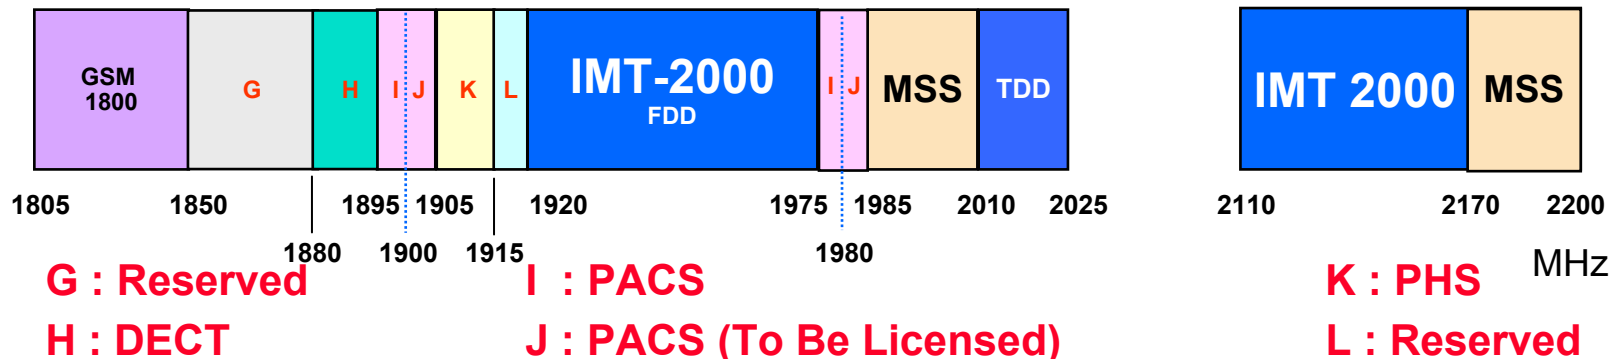 GSM
1800
G
H
I
J
K
L
IMT-2000
FDD
I
J
MSS
TDD
IMT 2000
MSS
1805 1850 1895 1905 1920 1975 1985 2010 2025 2110 2170 2200
1880 1900 1915 1980
MHz
G : Reserved I : PACS K : PHS
H : DECT J : PACS (To Be Licensed) L : Reserved